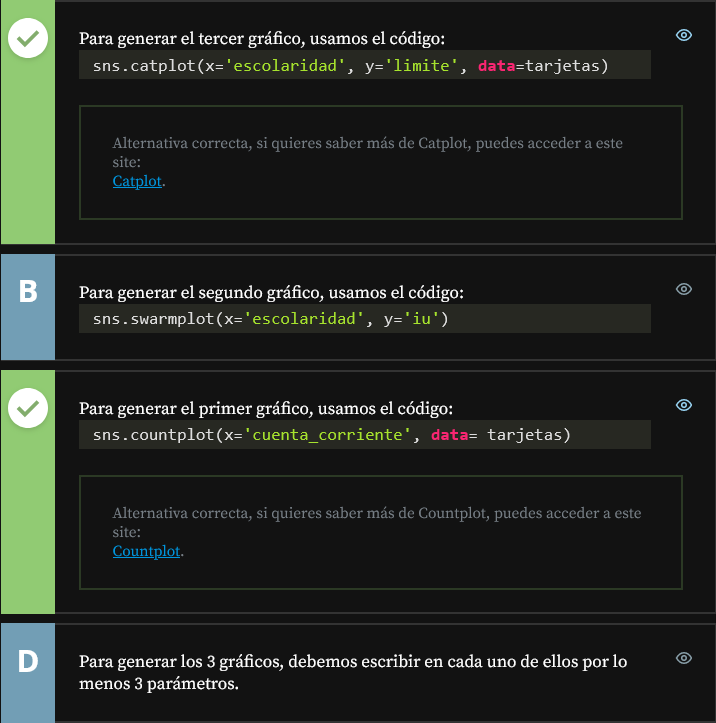 Para generar el tercer gráfico, usamos el código:
sns.catplot(x='escolaridad', y='limite', data=tarjetas)
Alternativa correcta, si quieres saber más de Catplot, puedes acceder a este
site:
Catplot.
B
Para generar el segundo gráfico, usamos el código:
sns.swarmplot(x='escolaridad', y='iu')
Para generar el primer gráfico, usamos el código:
sns.countplot(x='cuenta_corriente', data= tarjetas)
Alternativa correcta, si quieres saber más de Countplot, puedes acceder a este
site:
Countplot.
D
Para generar los 3 gráficos, debemos escribir en cada uno de ellos por lo
menos 3 parámetros.